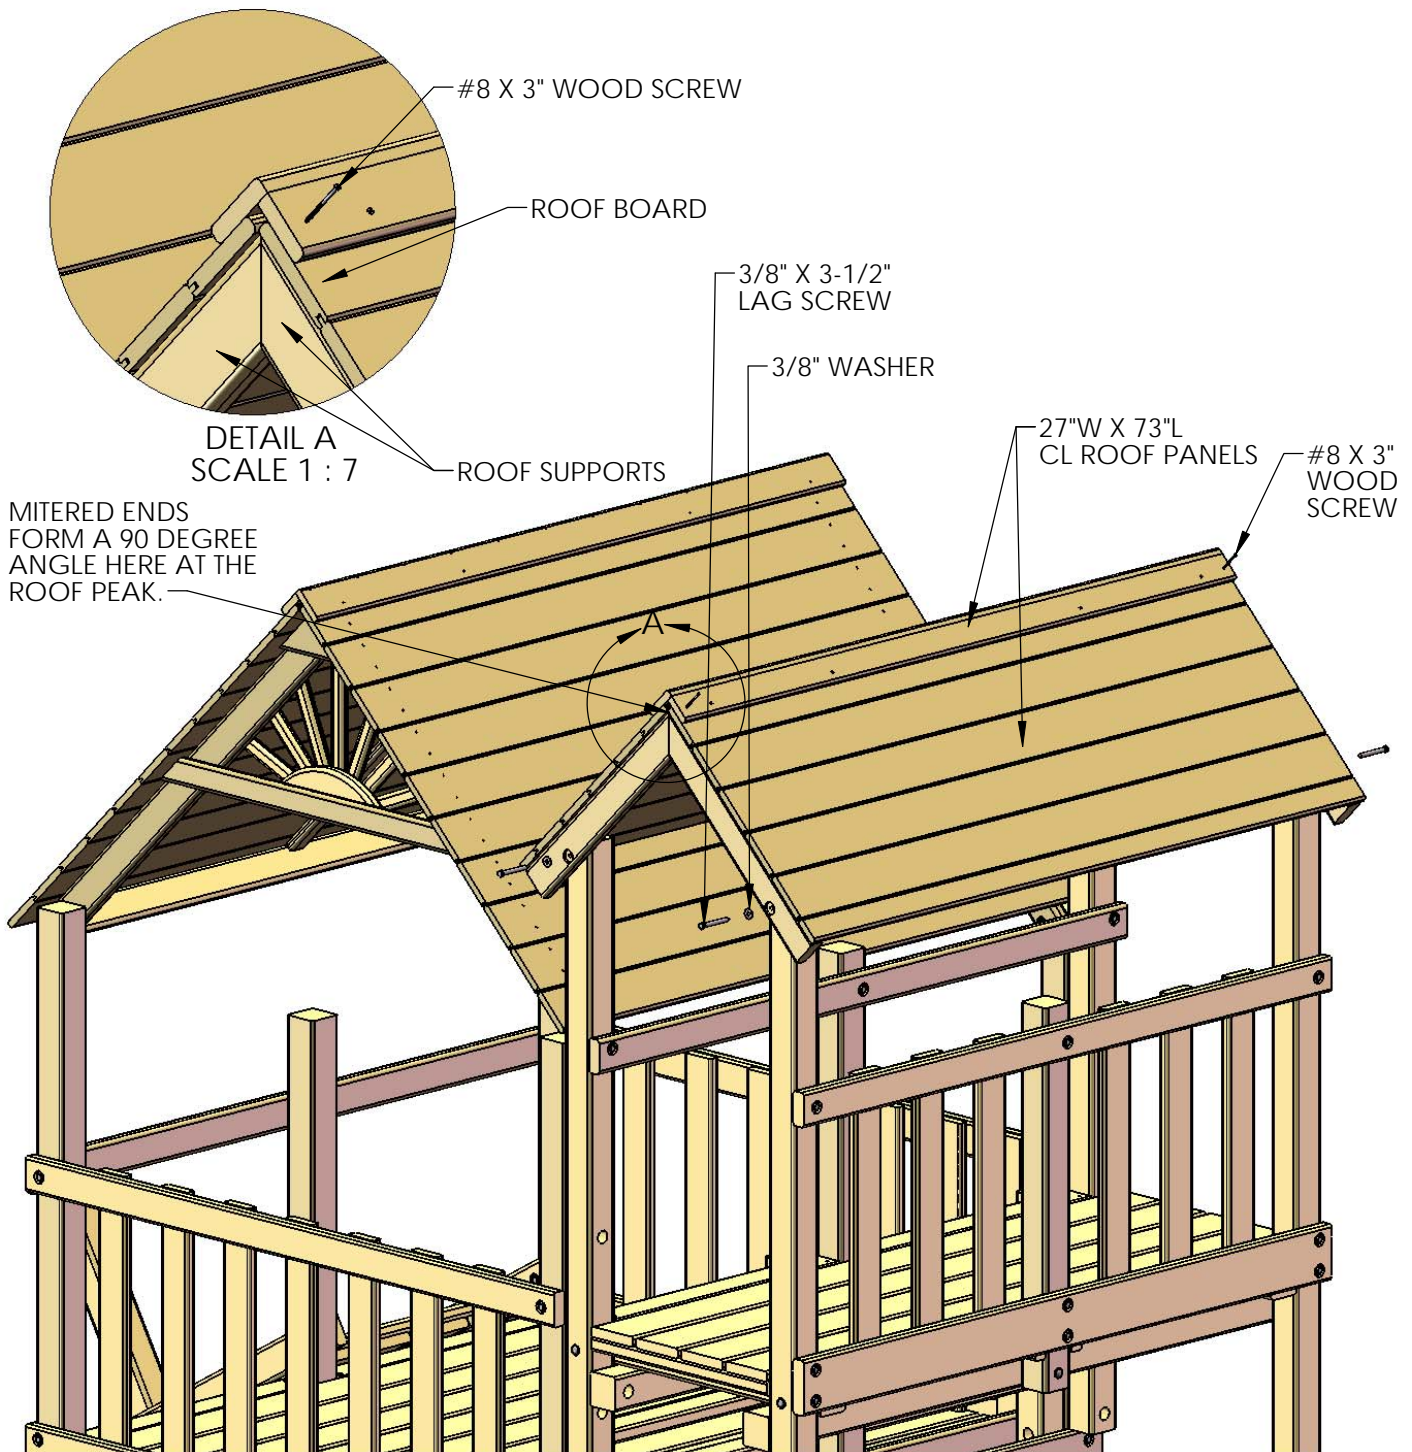 #8 X 3" WOOD SCREW
ROOF BOARD
3/8" X 3-1/2"
LAG SCREW
3/8" WASHER
27"W X 73"L
CL ROOF PANELS
#8 X 3"
WOOD
SCREW
DETAIL A
SCALE 1 : 7
ROOF SUPPORTS
MITERED ENDS
FORM A 90 DEGREE
ANGLE HERE AT THE
ROOF PEAK.
A